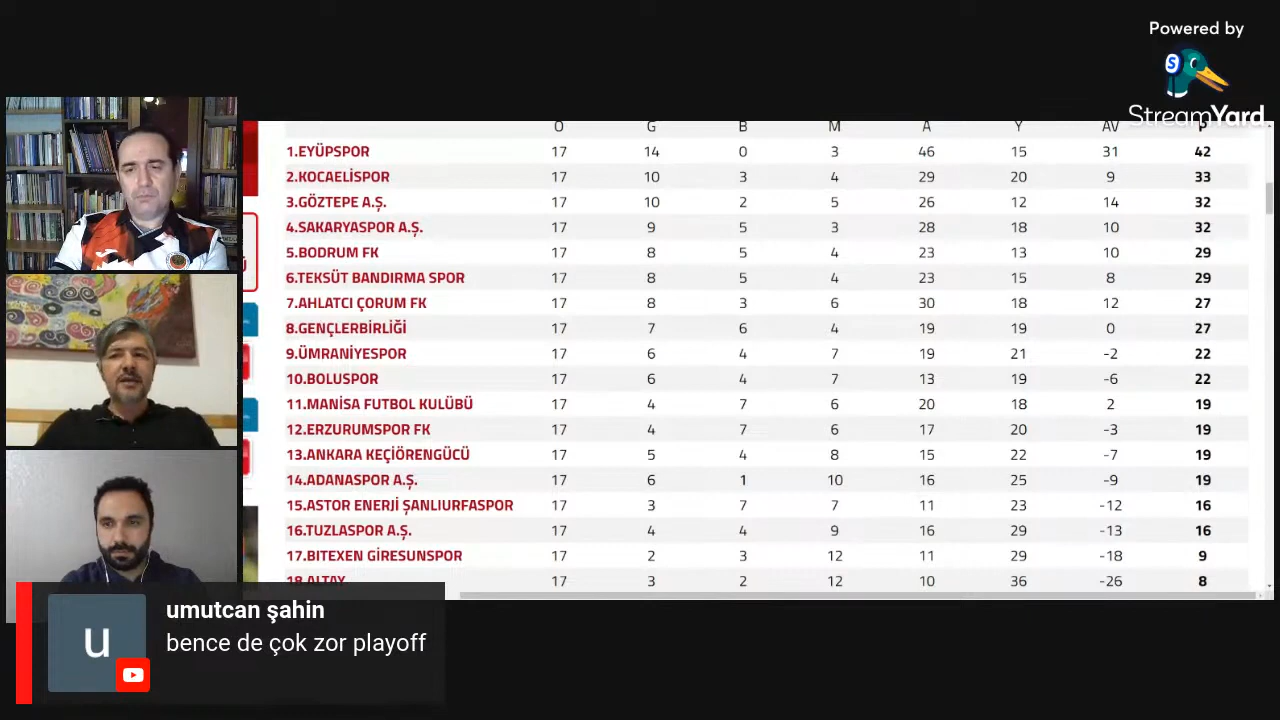 Powered by
S
StreamYard
O G B M A Y AV P
1.EYÜPSPOR 17 14 0 3 46 15 31 42
2.KOCAELİSPOR 17 10 3 4 29 20 9 33
3.GÖZTEPE A.Ş. 17 10 2 5 26 12 14 32
4.SAKARYASPOR A.Ş. 17 9 5 3 28 18 10 32
5.BODRUM FK 17 8 5 4 23 13 10 29
6.TEKSÜT BANDIRMA SPOR 17 8 5 4 23 15 8 29
7.AHLATCI ÇORUM FK 17 8 3 6 30 18 12 27
8.GENÇLERBİRLİĞİ 17 7 6 4 19 19 0 27
9.ÜMRANİYESPOR 17 6 4 7 19 21 -2 22
10.BOLUSPOR 17 6 4 7 13 19 -6 22
11.MANİSA FUTBOL KULÜBÜ 17 4 7 6 20 18 2 19
12.ERZURUMSPOR FK 17 4 7 6 17 20 -3 19
13.ANKARA KEÇİÖRENGÜCÜ 17 5 4 8 15 22 -7 19
14.ADANASPOR A.Ş. 17 6 1 10 16 25 -9 19
15.ASTOR ENERJİ ŞANLIURFASPOR 17 3 7 7 11 23 -12 16
16.TUZLASPOR A.Ş. 17 4 4 9 16 29 -13 16
17.BITEXEN GİRESUNSPOR 17 2 3 12 11 29 -18 9
18.ALTAY 17 3 2 12 10 36 -26 8
u
umutcan şahin
bence de çok zor playoff